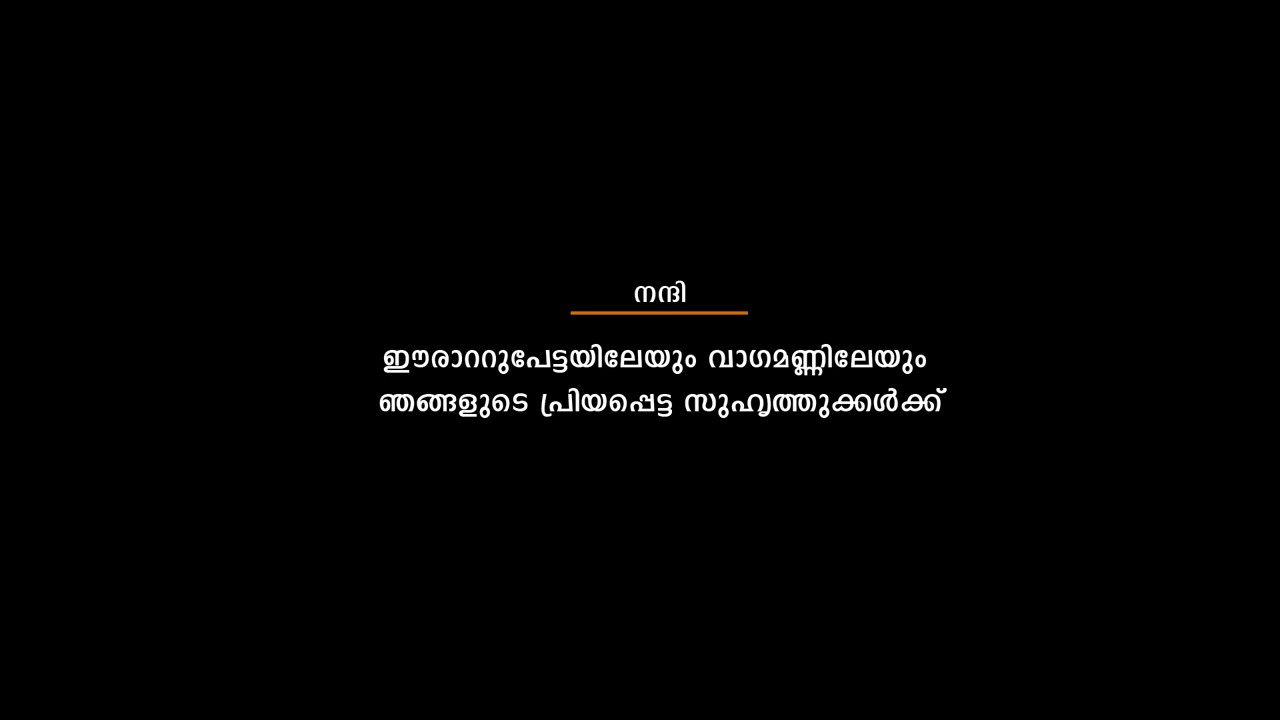 നന്ദി
ഈരാററുപേട്ടയിലേയും വാഗമണ്ണിലേയും
ഞങ്ങളുടെ പ്രിയപ്പെട്ട സുഹൃത്തുക്കൾക്ക്